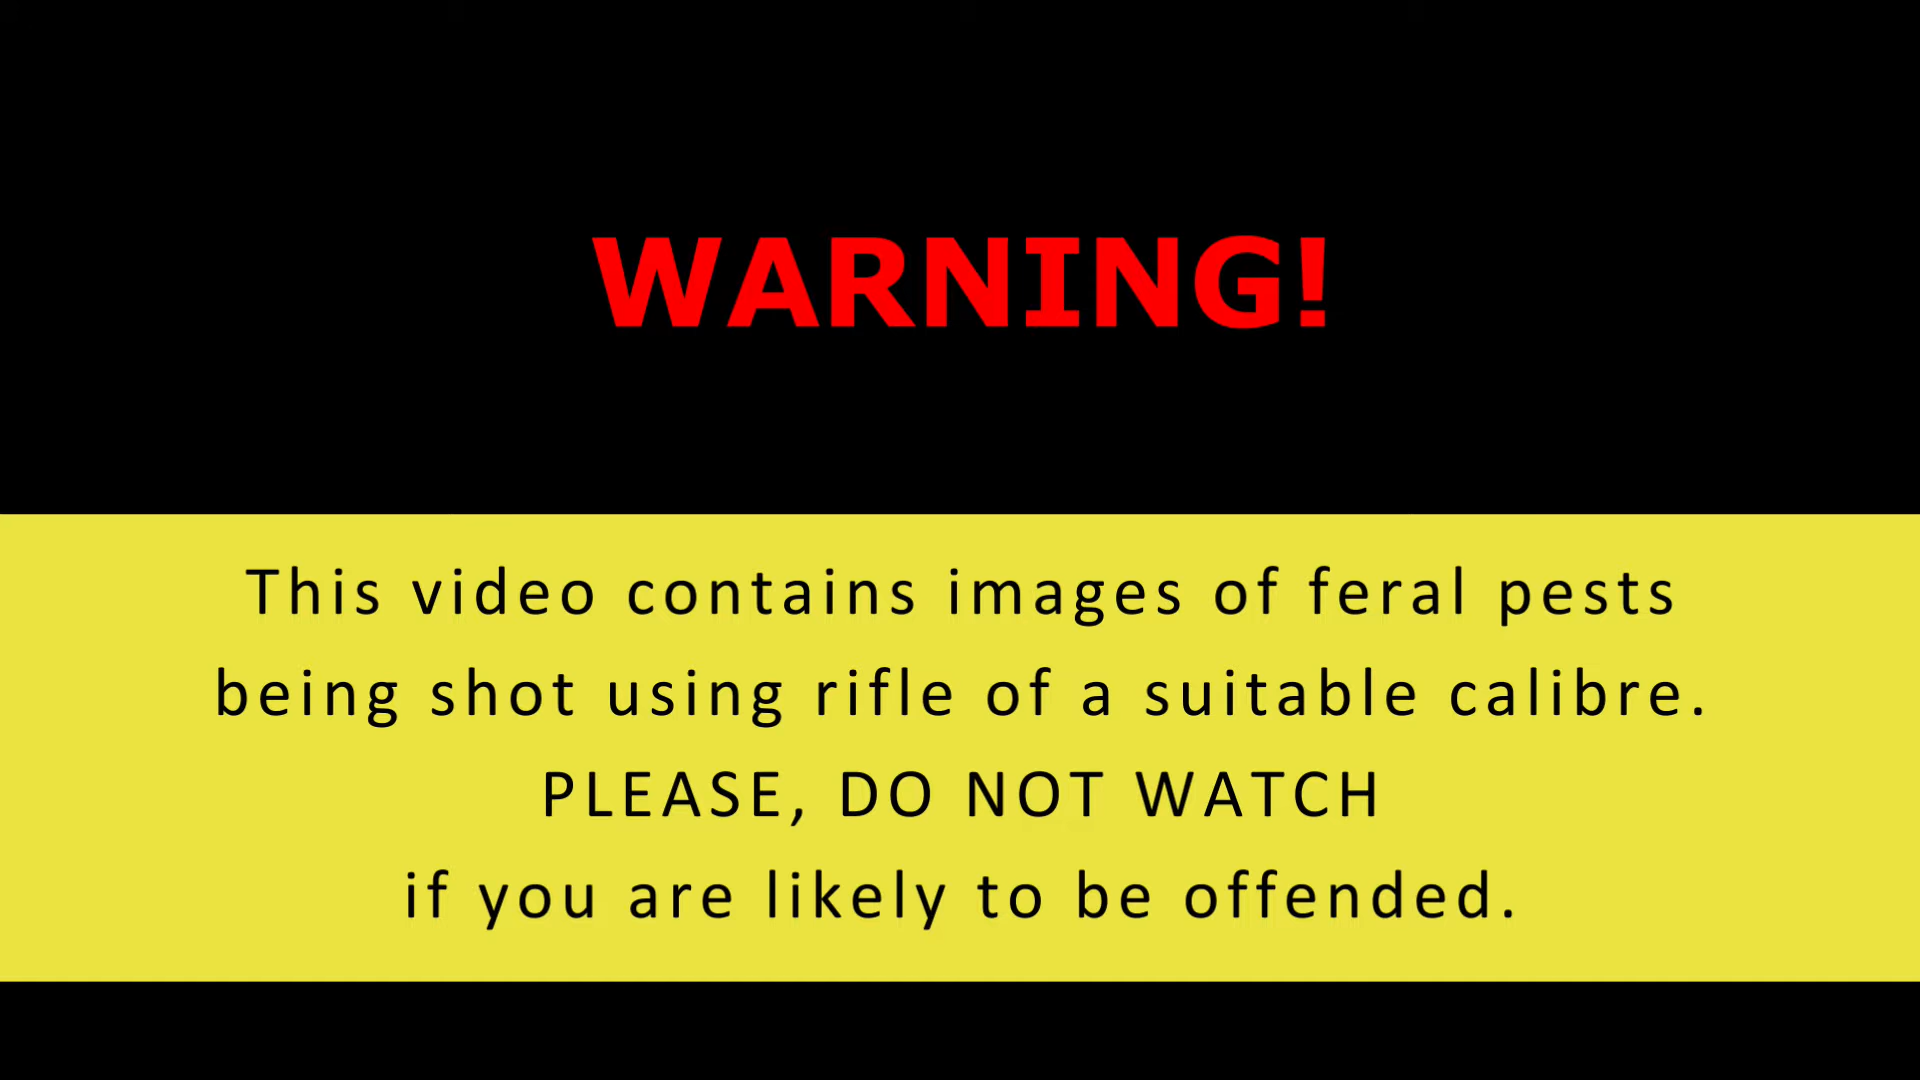 WARNING!
This video contains images of feral pests
being shot using rifle of a suitable calibre.
PLEASE, DO NOT WATCH
if you are likely to be offended.